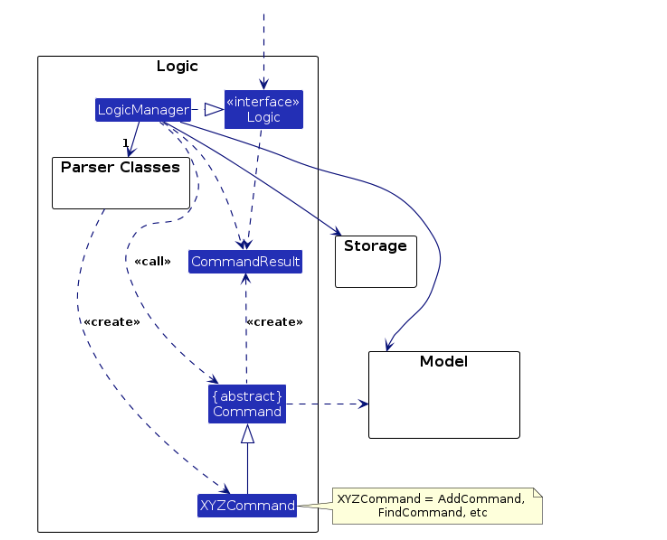 Logic
LogicManager
«interface»
Logic
1
Parser Classes
Storage
«call»
CommandResult
«create»
«create»
Model
{abstract}
Command
XYZCommand
XYZCommand = AddCommand,
FindCommand, etc